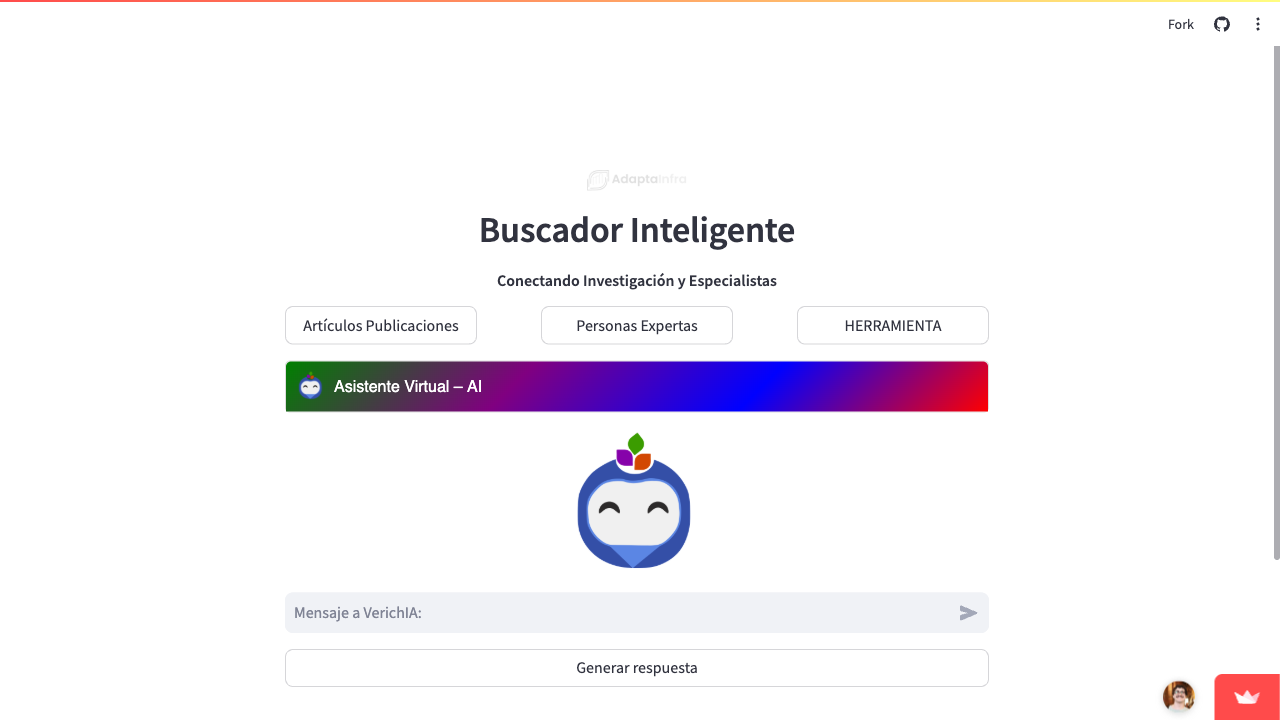 Fork
AdaptaInfra
Buscador Inteligente
Conectando Investigación y Especialistas
Artículos Publicaciones
Personas Expertas
HERRAMIENTA
Asistente Virtual – AI
Mensaje a VerichIA:
Generar respuesta